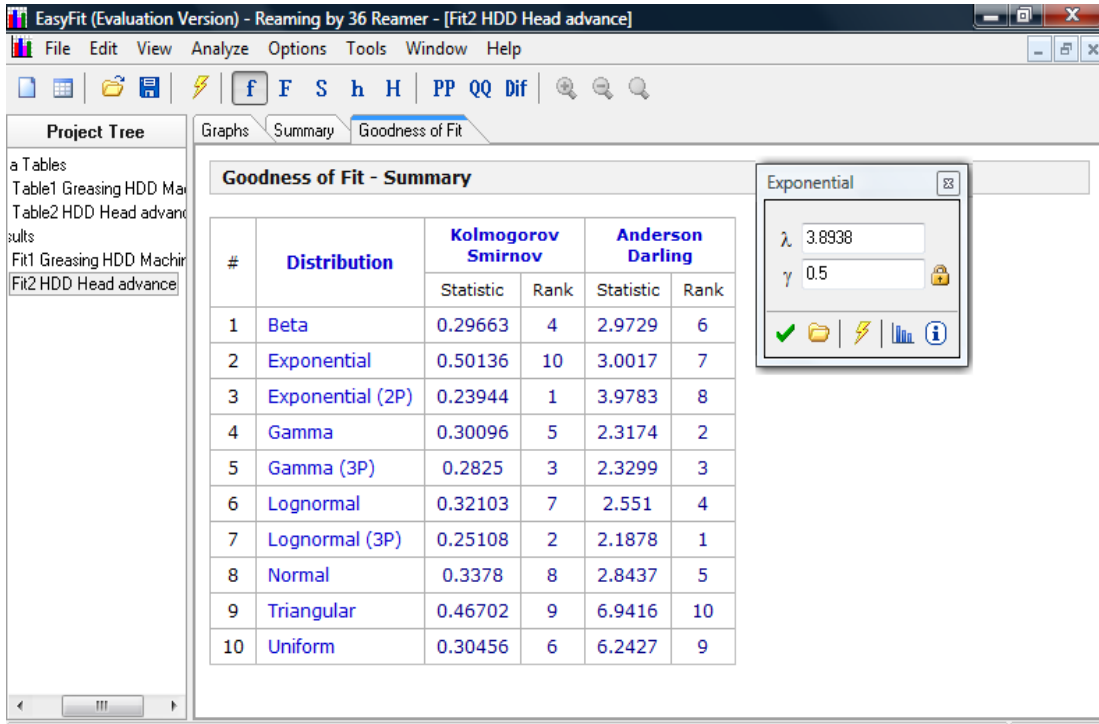 EasyFit (Evaluation Version) - Reaming by 36 Reamer - [Fit2 HDD Head advance]
File Edit View Analyze Options Tools Window Help
f F S h H PP QQ Dif
Project Tree
Graphs Summary Goodness of Fit
a Tables
Table1 Greasing HDD Ma
Table2 HDD Head advan
sults
Fit1 Greasing HDD Machin
Fit2 HDD Head advance
Goodness of Fit - Summary
# Distribution Kolmogorov Smirnov Anderson Darling
Statistic Rank Statistic Rank
1 Beta 0.29663 4 2.9729 6
2 Exponential 0.50136 10 3.0017 7
3 Exponential (2P) 0.23944 1 3.9783 8
4 Gamma 0.30096 5 2.3174 2
5 Gamma (3P) 0.2825 3 2.3299 3
6 Lognormal 0.32103 7 2.551 4
7 Lognormal (3P) 0.25108 2 2.1878 1
8 Normal 0.3378 8 2.8437 5
9 Triangular 0.46702 9 6.9416 10
10 Uniform 0.30456 6 6.2427 9
Exponential
λ 3.8938
γ 0.5